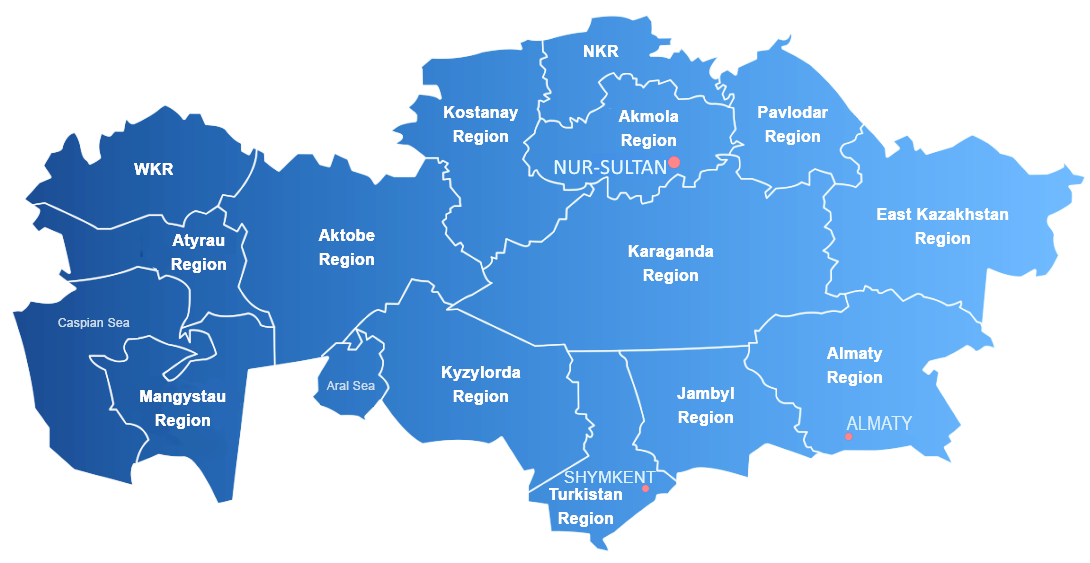 NKR
Kostanay
Region
Akmola
Region
Pavlodar
Region
NUR-SULTAN
WKR
East Kazakhstan
Region
Atyrau
Region
Aktobe
Region
Karaganda
Region
Caspian Sea
Almaty
Region
Aral Sea
Kyzylorda
Region
Mangystau
Region
Jambyl
Region
ALMATY
SHYMKENT
Turkistan
Region